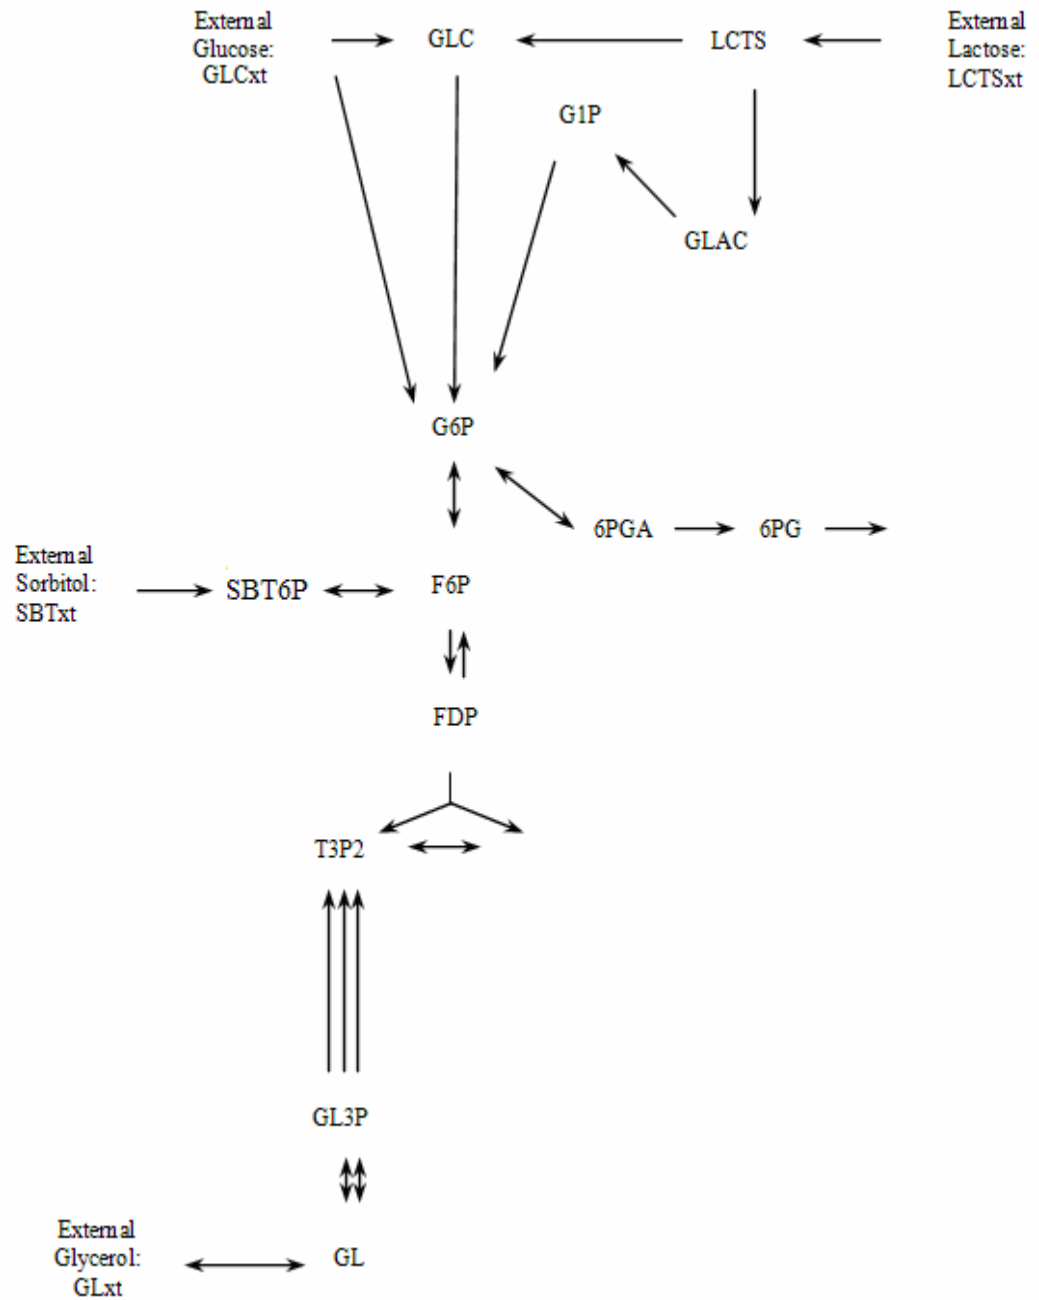 External
Glucose:
GLCxt
GLC
LCTS
External
Lactose:
LCTSxt
G1P
GLAC
G6P
6PGA
6PG
External
Sorbitol:
SBTxt
SBT6P
F6P
FDP
T3P2
GL3P
External
Glycerol:
GLxt
GL